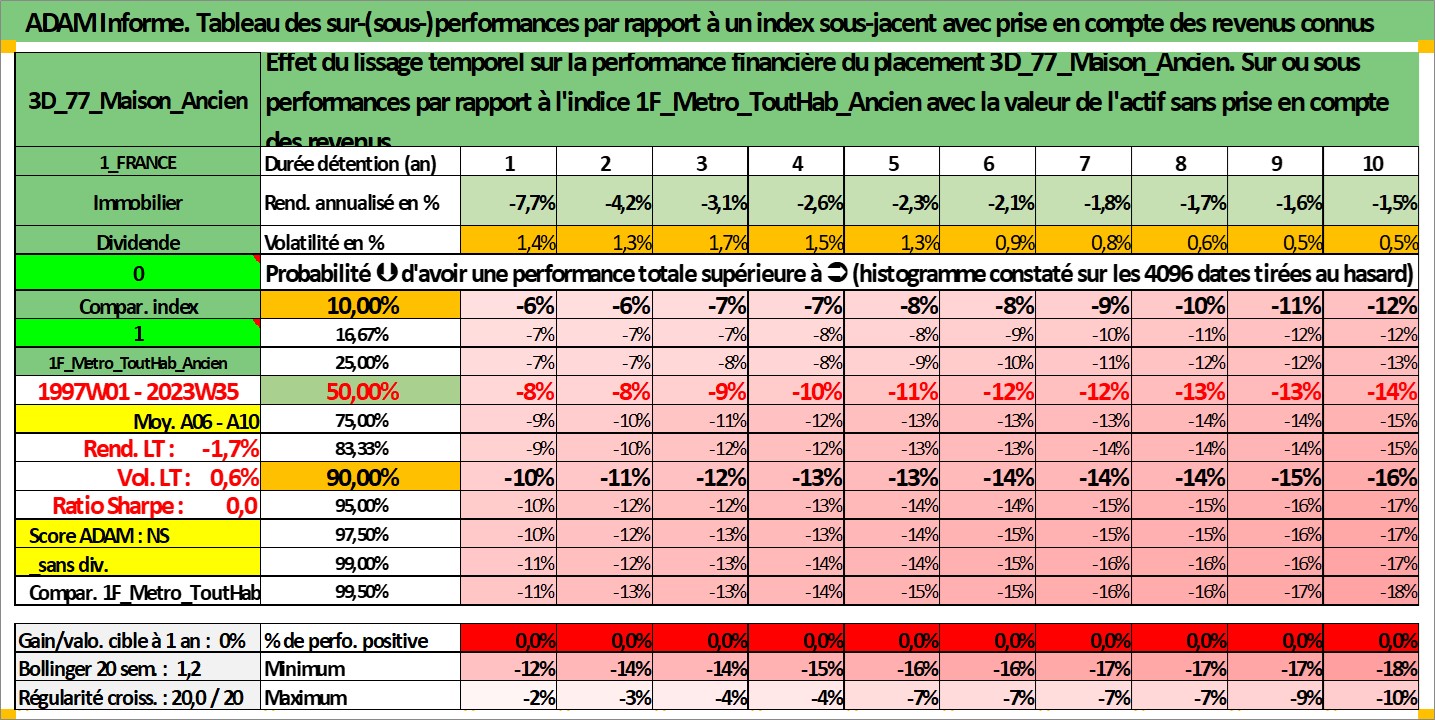 ADAM Informe. Tableau des sur-(sous-)performances par rapport à un index sous-jacent avec prise en compte des revenus connus
3D_77_Maison_Ancien
Effet du lissage temporel sur la performance financière du placement 3D_77_Maison_Ancien. Sur ou sous
performances par rapport à l'indice 1F_Metro_ToutHab_Ancien avec la valeur de l'actif sans prise en compte
des revenus
1_FRANCE Durée détention (an) 1 2 3 4 5 6 7 8 9 10
Immobilier Rend. annualisé en % -7,7% -4,2% -3,1% -2,6% -2,3% -2,1% -1,8% -1,7% -1,6% -1,5%
Dividende Volatilité en % 1,4% 1,3% 1,7% 1,5% 1,3% 0,9% 0,8% 0,6% 0,5% 0,5%
0 Probabilité ⮋ d'avoir une performance totale supérieure à ⮊ (histogramme constaté sur les 4096 dates tirées au hasard)
Compar. index 10,00% -6% -6% -7% -7% -8% -8% -9% -10% -11% -12%
1 16,67% -7% -7% -7% -8% -8% -9% -10% -11% -12% -12%
1F_Metro_ToutHab_Ancien 25,00% -7% -7% -8% -8% -9% -10% -11% -12% -12% -13%
1997W01 - 2023W35 50,00% -8% -8% -9% -10% -11% -12% -12% -13% -13% -14%
Moy. A06 - A10 75,00% -9% -10% -11% -12% -13% -13% -13% -14% -14% -15%
Rend. LT : -1,7% 83,33% -9% -10% -12% -12% -13% -13% -14% -14% -14% -15%
Vol. LT : 0,6% 90,00% -10% -11% -12% -13% -13% -14% -14% -14% -15% -16%
Ratio Sharpe : 0,0 95,00% -10% -12% -12% -13% -14% -14% -15% -15% -16% -17%
Score ADAM : NS 97,50% -10% -12% -13% -13% -14% -15% -15% -15% -16% -17%
_sans div. 99,00% -11% -12% -13% -14% -14% -15% -16% -16% -16% -17%
Compar. 1F_Metro_ToutHab 99,50% -11% -13% -13% -14% -15% -15% -16% -16% -17% -18%
Gain/valo. cible à 1 an : 0% % de perfo. positive 0,0% 0,0% 0,0% 0,0% 0,0% 0,0% 0,0% 0,0% 0,0% 0,0%
Bollinger 20 sem. : 1,2 Minimum -12% -14% -14% -15% -16% -16% -17% -17% -17% -18%
Régularité croiss. : 20,0 / 20 Maximum -2% -3% -4% -4% -7% -7% -7% -7% -9% -10%